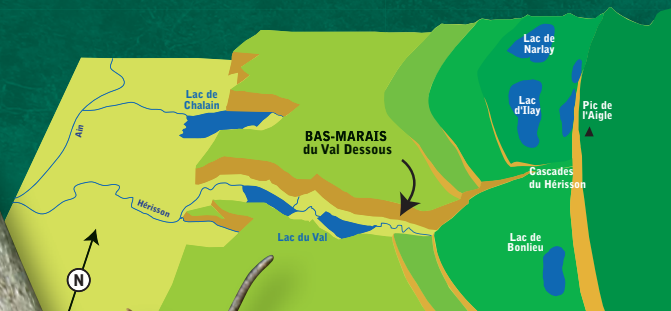 Lac de
Narlay
Lac de
Chalain
Lac
d'Ilay
Pic de
l'Aigle
Ain
BAS-MARAIS
du Val Dessous
Cascades
du Hérisson
Hérisson
Lac du Val
Lac de
Bonlieu
N